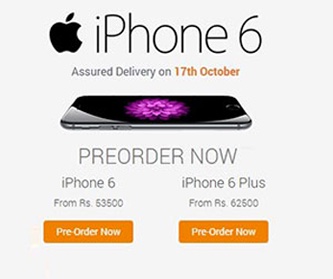 iPhone 6
Assured Delivery on 17th October
PREORDER NOW
iPhone 6
iPhone 6 Plus
From Rs. 53500
From Rs. 62500
Pre-Order Now
Pre-Order Now